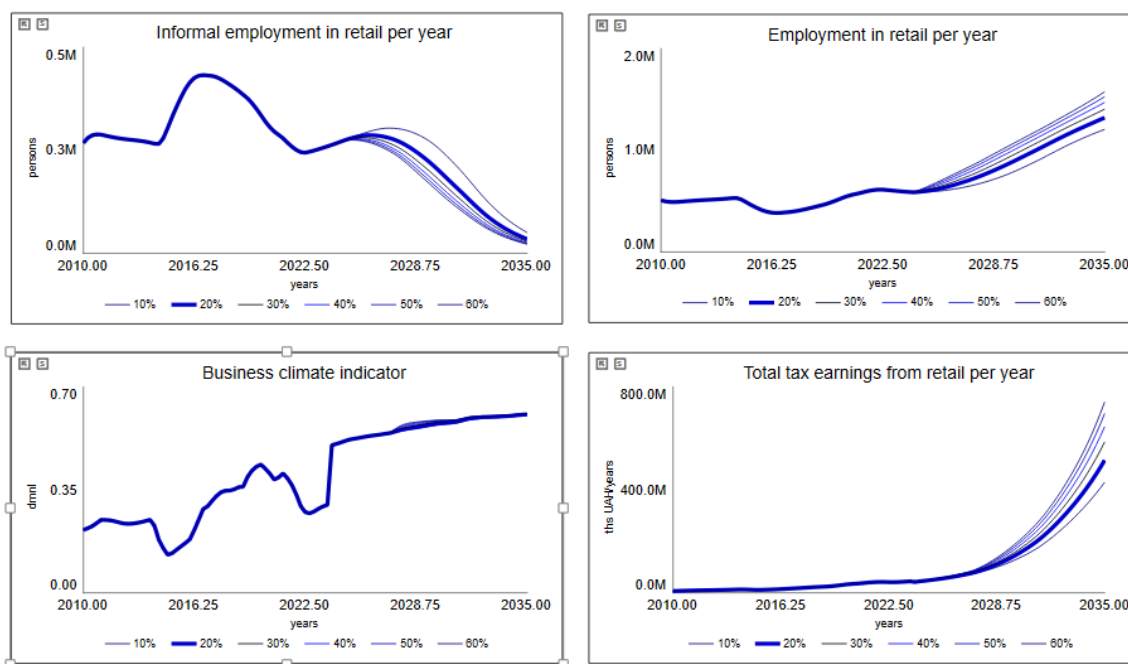 R S
Informal employment in retail per year
0.5M
0.3M
0.0M
persons
2010.00 2016.25 2022.50 2028.75 2035.00
years
10% 20% 30% 40% 50% 60%
R S
Employment in retail per year
2.0M
1.0M
0.0M
persons
2010.00 2016.25 2022.50 2028.75 2035.00
years
10% 20% 30% 40% 50% 60%
R S
Business climate indicator
0.70
0.35
0.00
dmnl
2010.00 2016.25 2022.50 2028.75 2035.00
years
10% 20% 30% 40% 50% 60%
R S
Total tax earnings from retail per year
800.0M
400.0M
0.0M
ths UAH/years
2010.00 2016.25 2022.50 2028.75 2035.00
years
10% 20% 30% 40% 50% 60%